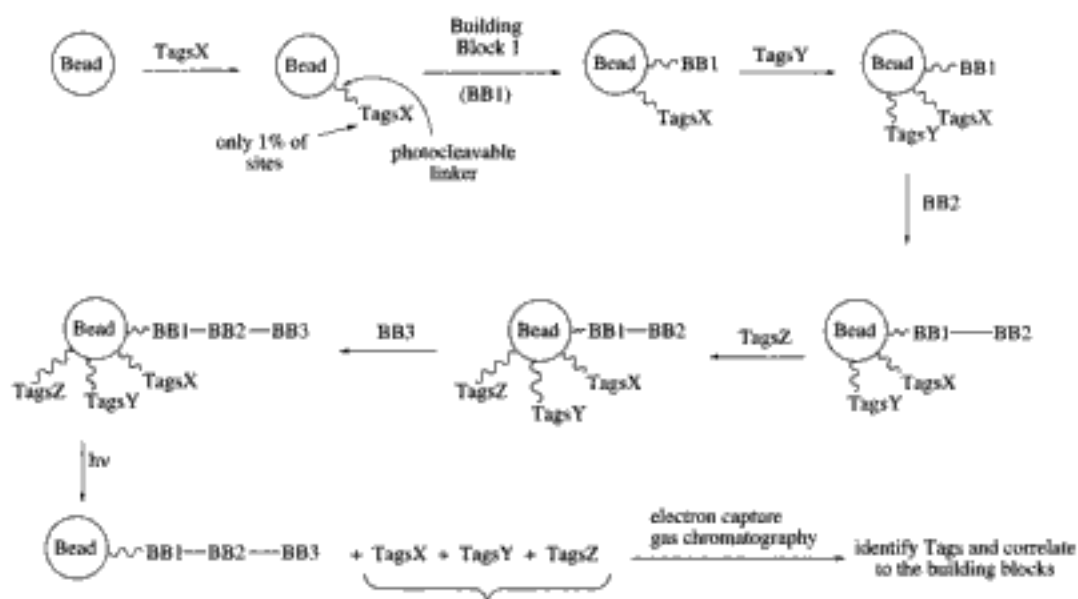 Bead
TagsX
Bead
TagsX
only 1% of
sites
photocleavable
linker
Building
Block 1
(BB1)
Bead
BB1
TagsX
TagsY
Bead
BB1
TagsX
TagsY
BB2
Bead
BB1—BB2
TagsX
TagsY
TagsZ
Bead
BB1—BB2
TagsX
TagsY
TagsZ
BB3
Bead
BB1—BB2—BB3
TagsX
TagsY
TagsZ
hν
Bead
BB1—BB2—BB3
+ TagsX + TagsY + TagsZ
electron capture
gas chromatography
identify Tags and correlate
to the building blocks